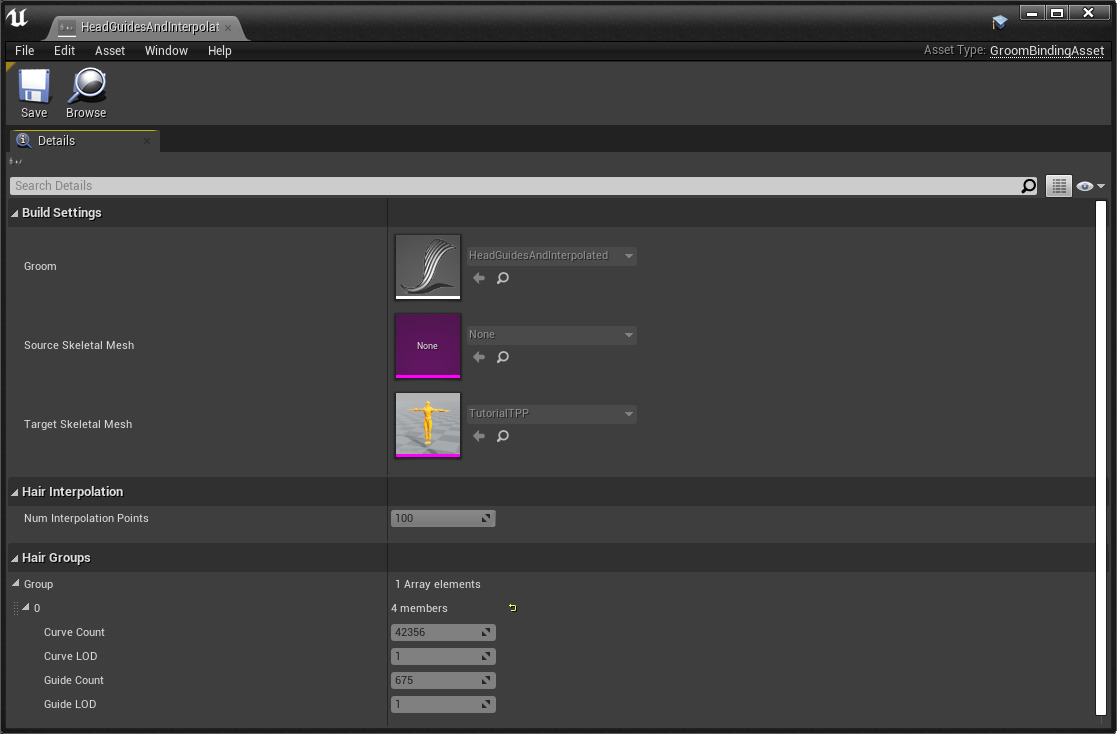 HeadGuidesAndInterpolat
File Edit Asset Window Help
Asset Type: GroomBindingAsset
Save Browse
Details
Search Details
Build Settings
Groom
HeadGuidesAndInterpolated
Source Skeletal Mesh
None
None
Target Skeletal Mesh
TutorialTPP
Hair Interpolation
Num Interpolation Points
100
Hair Groups
Group
1 Array elements
0
4 members
Curve Count
42356
Curve LOD
1
Guide Count
675
Guide LOD
1